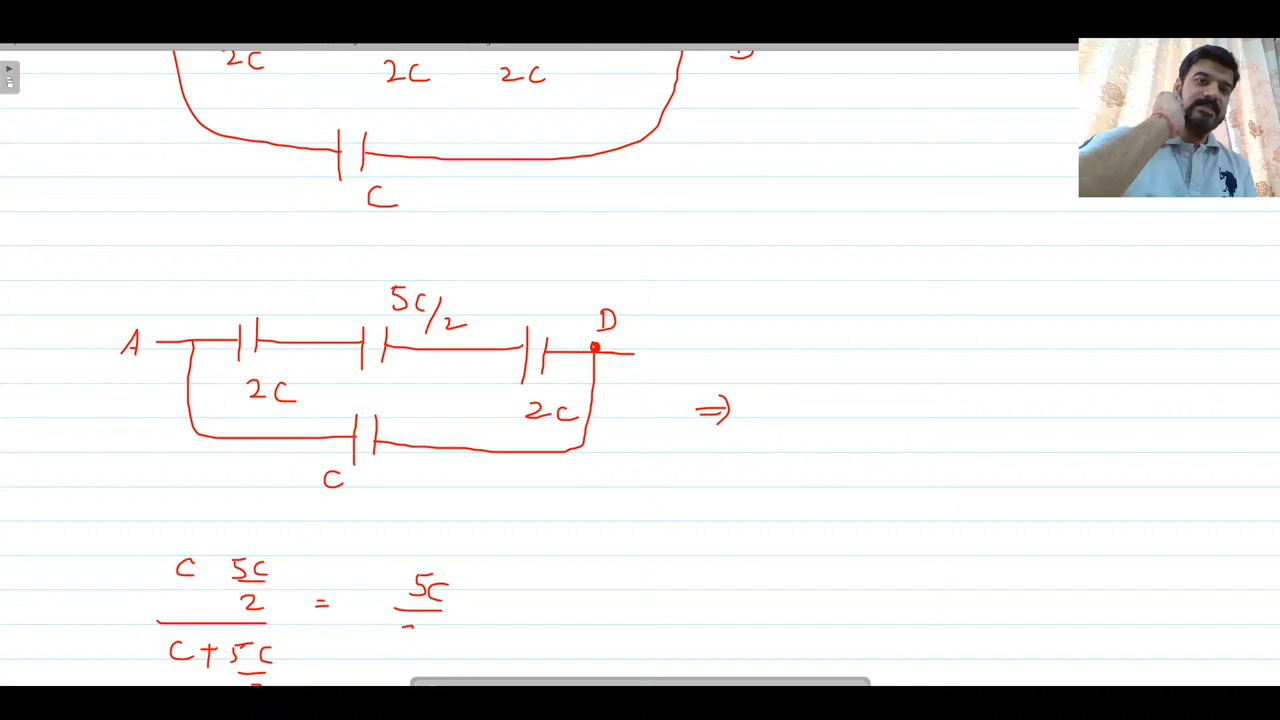 2C 2C 2C
C
5C/2
A D
2C 2C
⇒
C
C 5C 5C
2 =
C + 5C